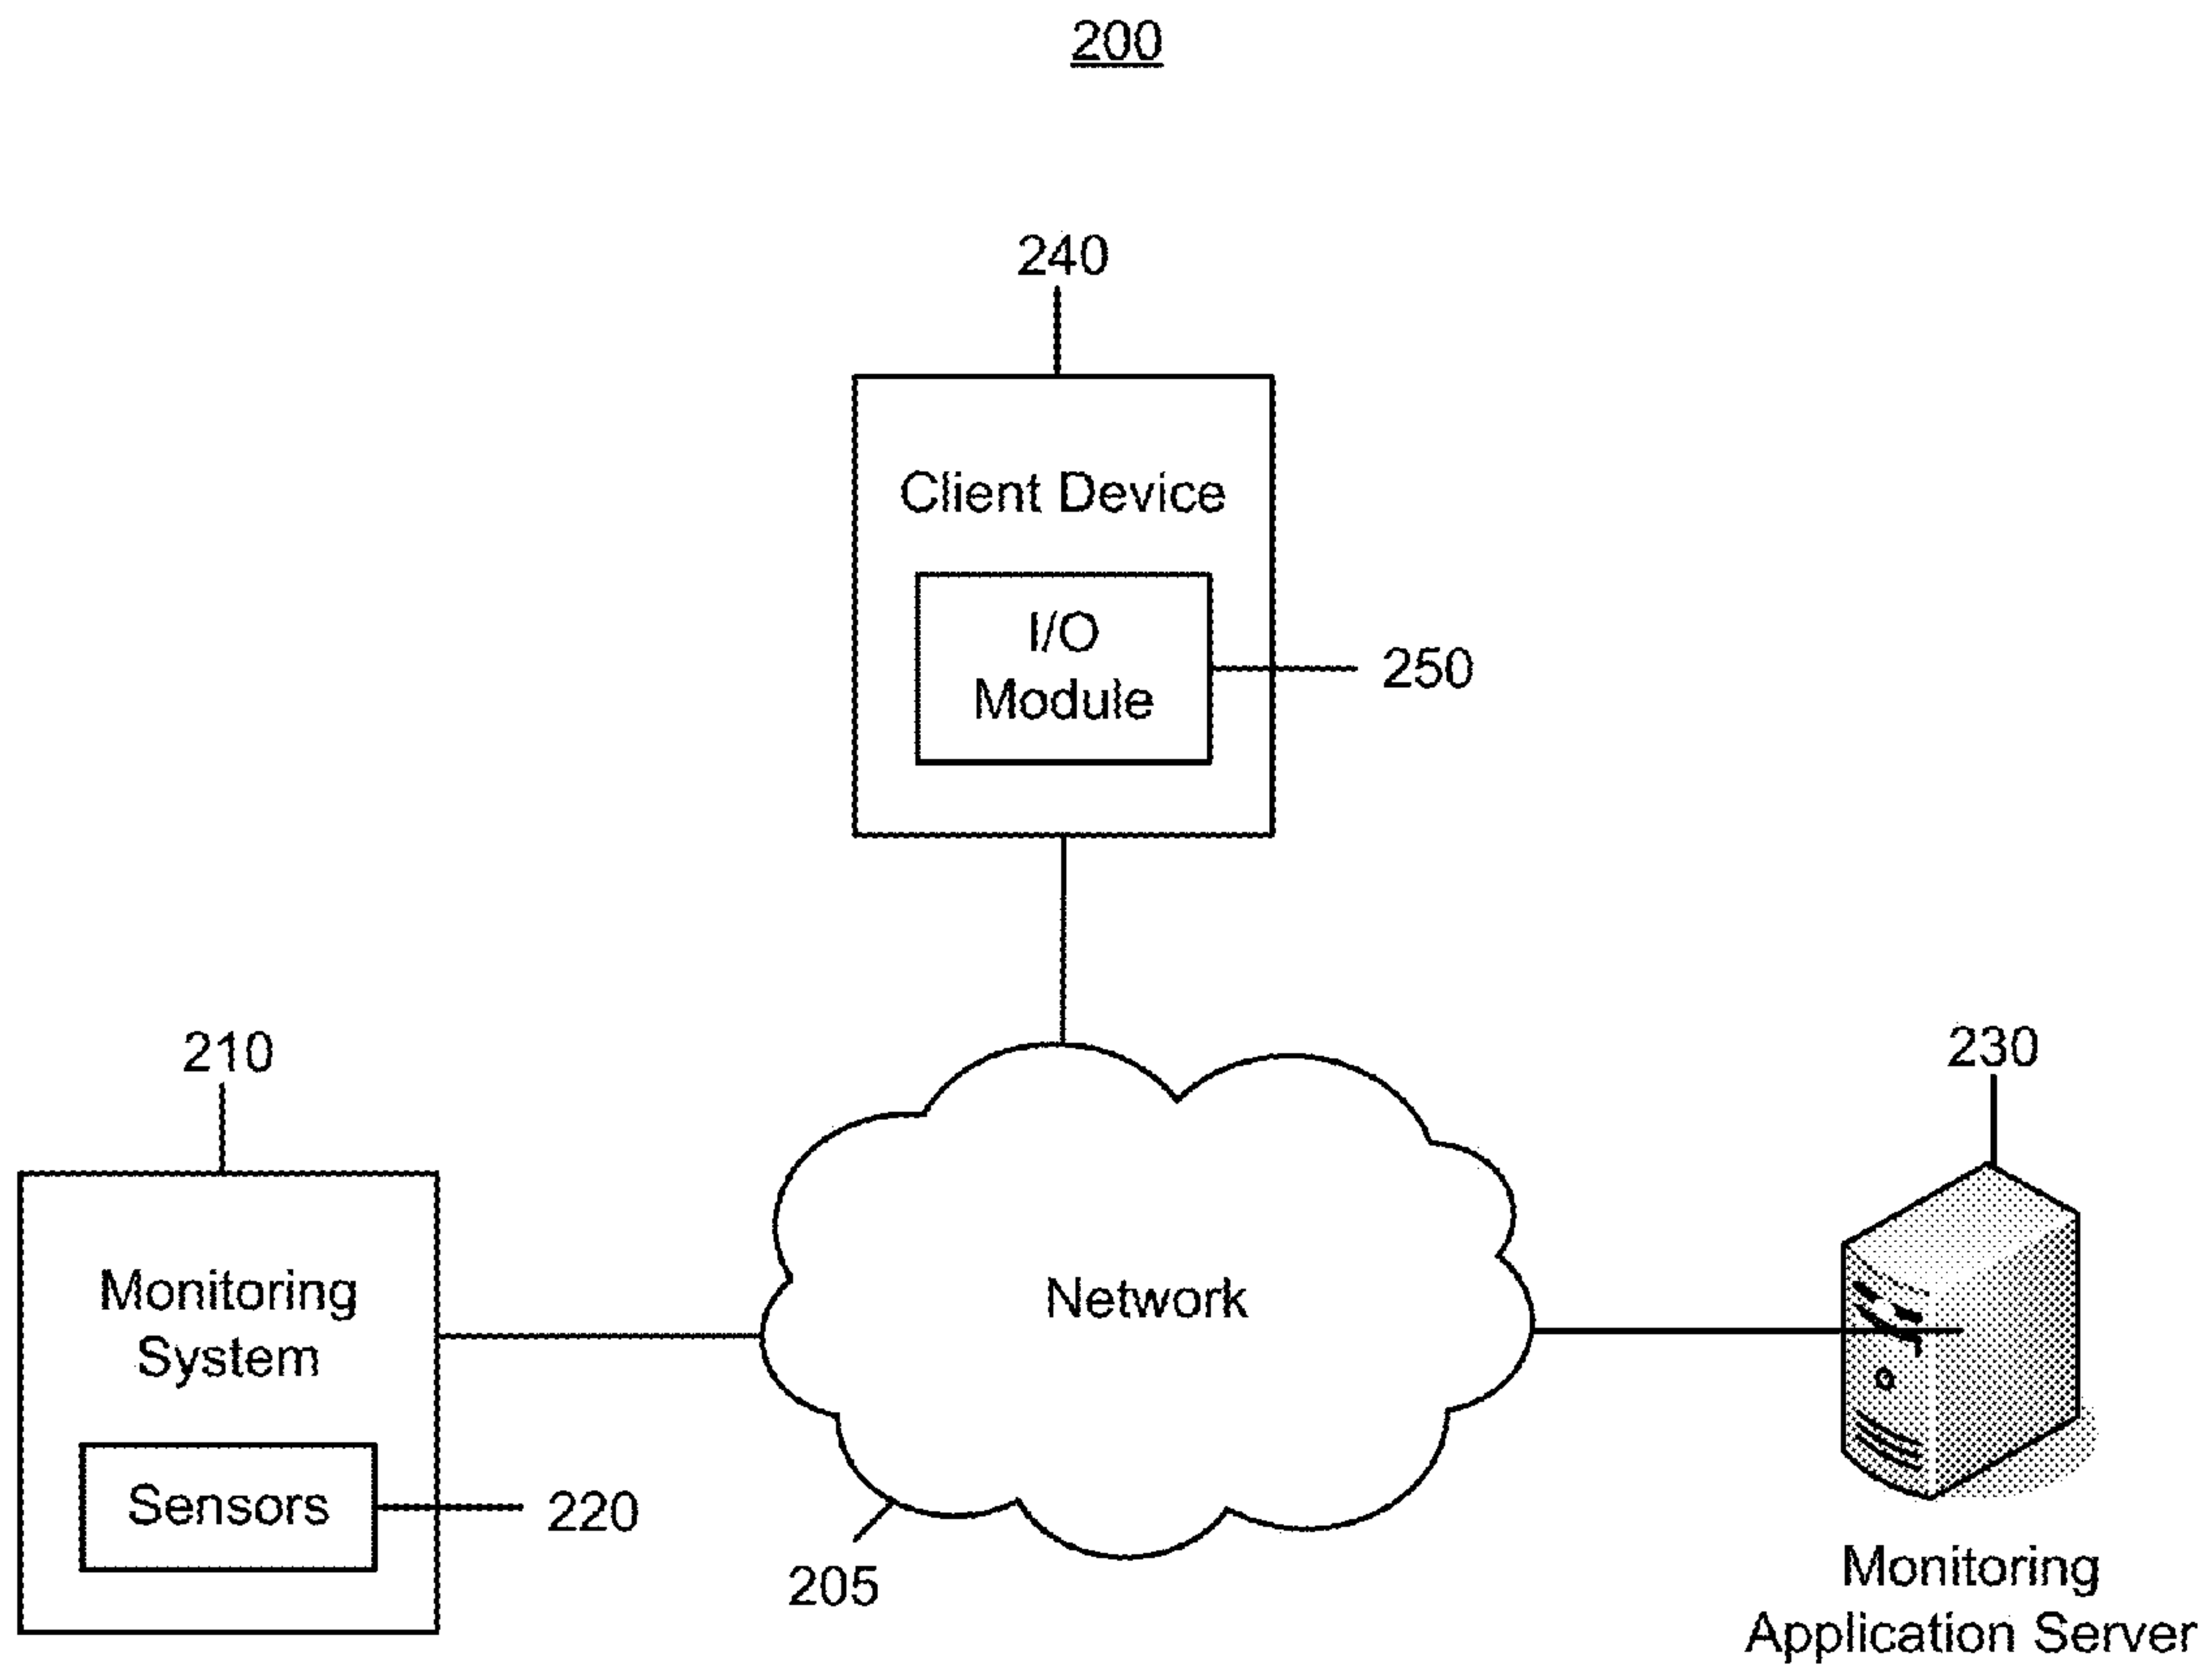 200
240
Client Device
I/O
Module
250
210
230
Monitoring
System
Network
Sensors
220
205
Monitoring
Application Server